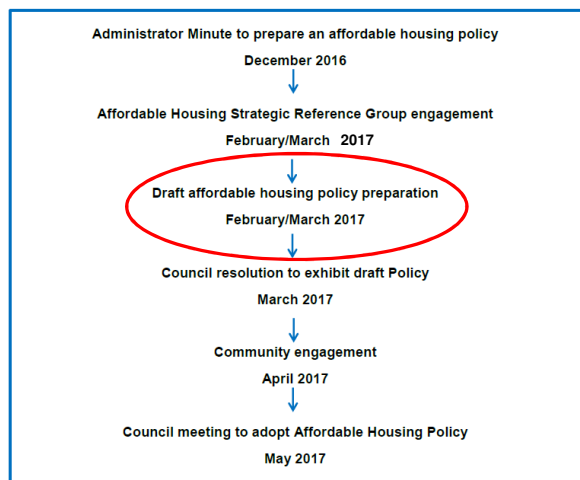 Administrator Minute to prepare an affordable housing policy
December 2016
Affordable Housing Strategic Reference Group engagement
February/March 2017
Draft affordable housing policy preparation
February/March 2017
Council resolution to exhibit draft Policy
March 2017
Community engagement
April 2017
Council meeting to adopt Affordable Housing Policy
May 2017